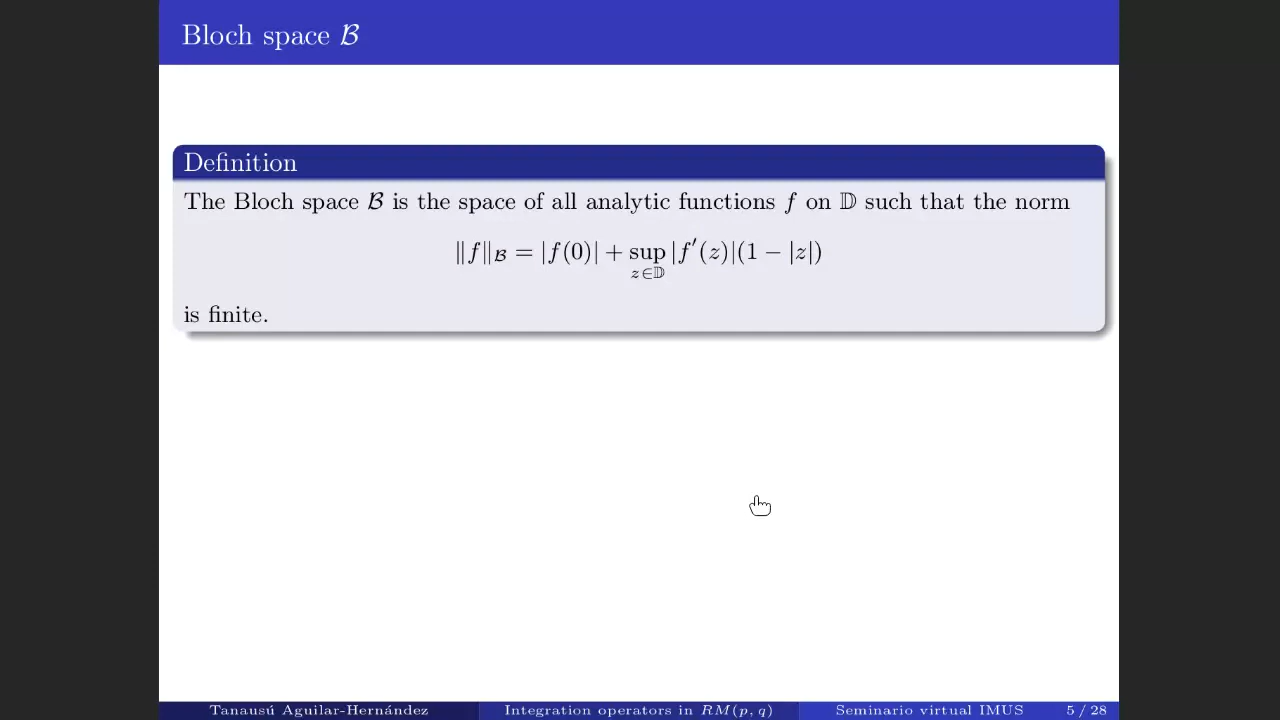 Bloch space ℬ
Definition
The Bloch space ℬ is the space of all analytic functions f on 𝔻 such that the norm
‖f‖_ℬ = |f(0)| + sup_{z∈𝔻} |f′(z)|(1 − |z|)
is finite.
Tanausú Aguilar-Hernández Integration operators in RM(p, q) Seminario virtual IMUS 5 / 28